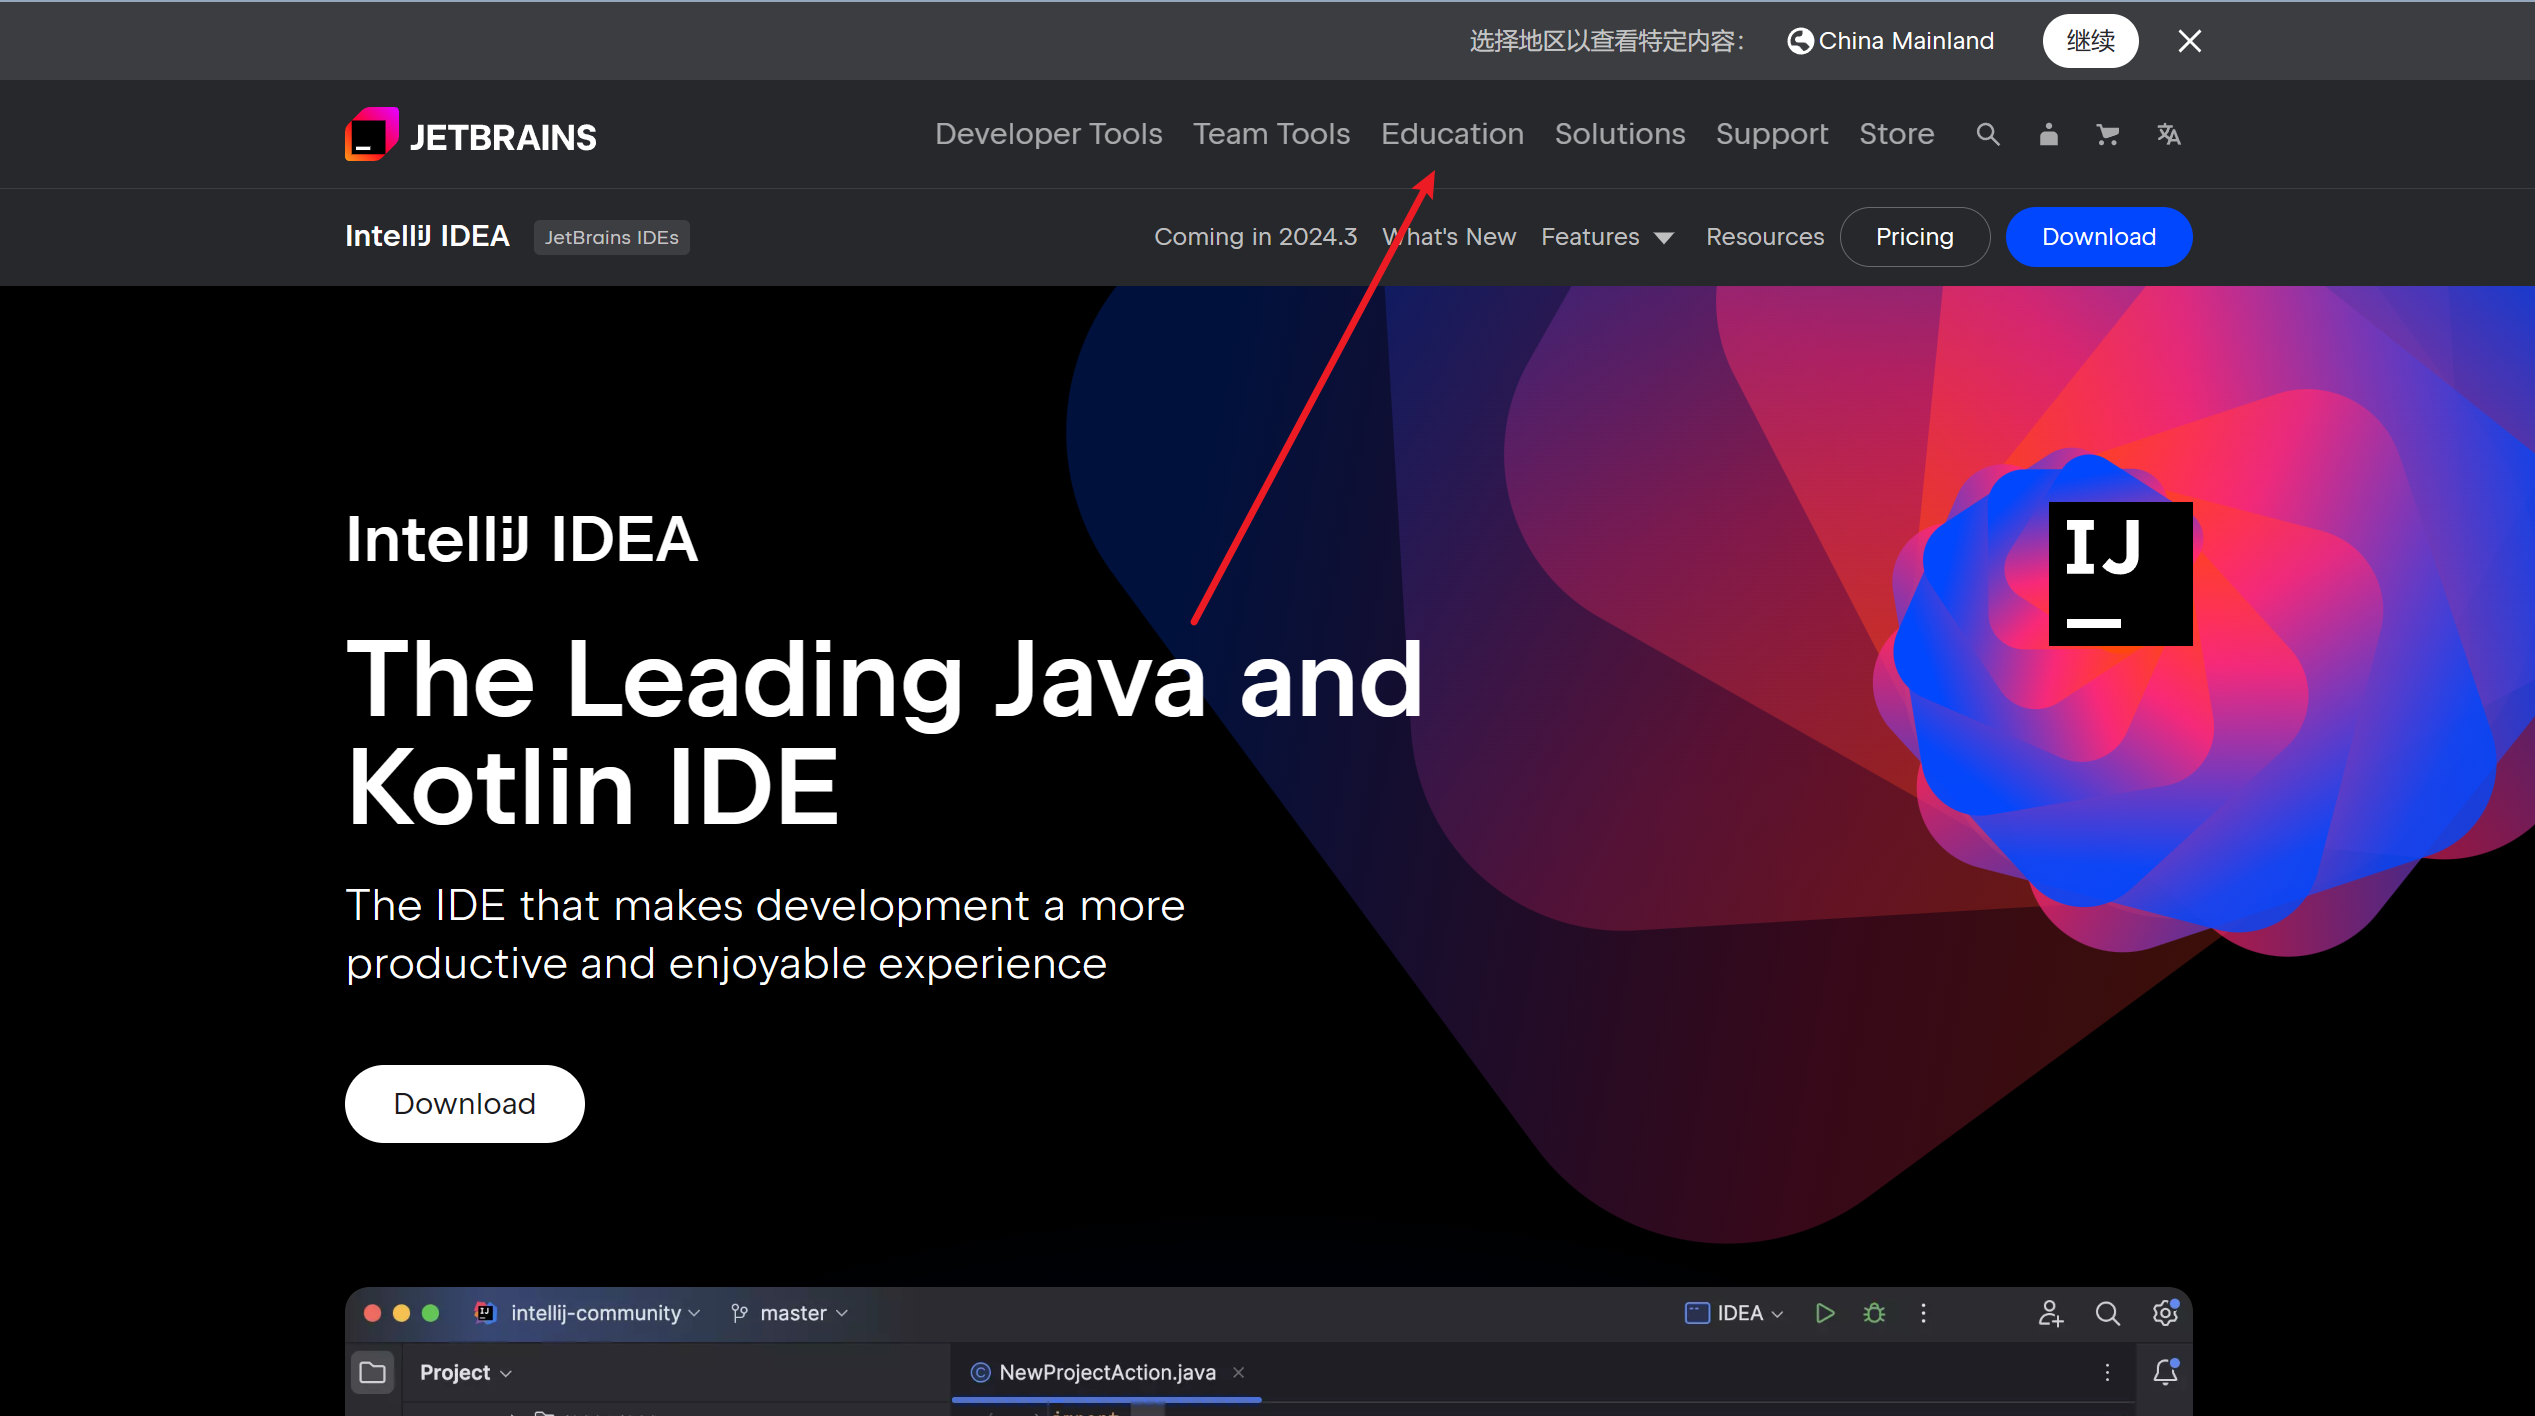 选择地区以查看特定内容： China Mainland 继续
JETBRAINS Developer Tools Team Tools Education Solutions Support Store
IntelliJ IDEA JetBrains IDEs Coming in 2024.3 What's New Features Resources Pricing Download
IntelliJ IDEA
IJ
The Leading Java and
Kotlin IDE
The IDE that makes development a more
productive and enjoyable experience
Download
intellij-community master IDEA
Project NewProjectAction.java